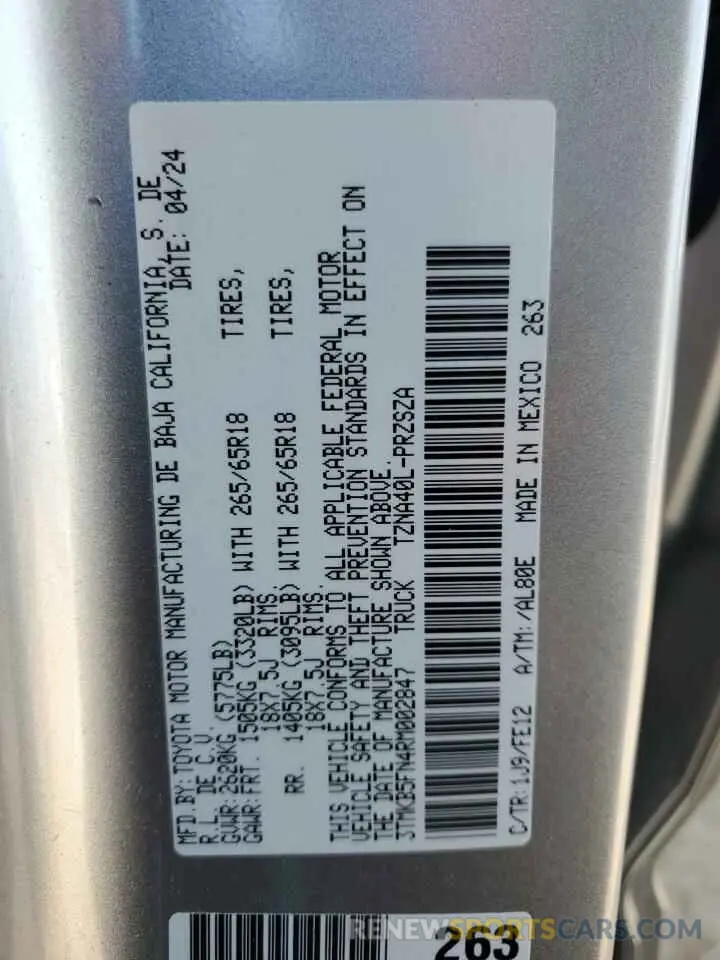 MFD.BY:TOYOTA MOTOR MANUFACTURING DE BAJA CALIFORNIA, S. DE
R.L. DE C.V. DATE: 04/24
GVWR:2620KG (5775LB)
GAWR:FRT. 1505KG (3320LB) WITH 265/65R18 TIRES,
18X7.5J RIMS.
RR. 1405KG (3095LB) WITH 265/65R18 TIRES,
18X7.5J RIMS.
THIS VEHICLE CONFORMS TO ALL APPLICABLE FEDERAL MOTOR
VEHICLE SAFETY AND THEFT PREVENTION STANDARDS IN EFFECT ON
THE DATE OF MANUFACTURE SHOWN ABOVE.
3TMKB5FN4RM002847 TRUCK TZNA40L-PRZSZA
C/TR:1J9/FE12 A/TM:/AL80E MADE IN MEXICO 263
263
RENEWSPORTCARS.COM